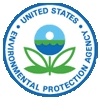 UNITED STATES
ENVIRONMENTAL PROTECTION AGENCY